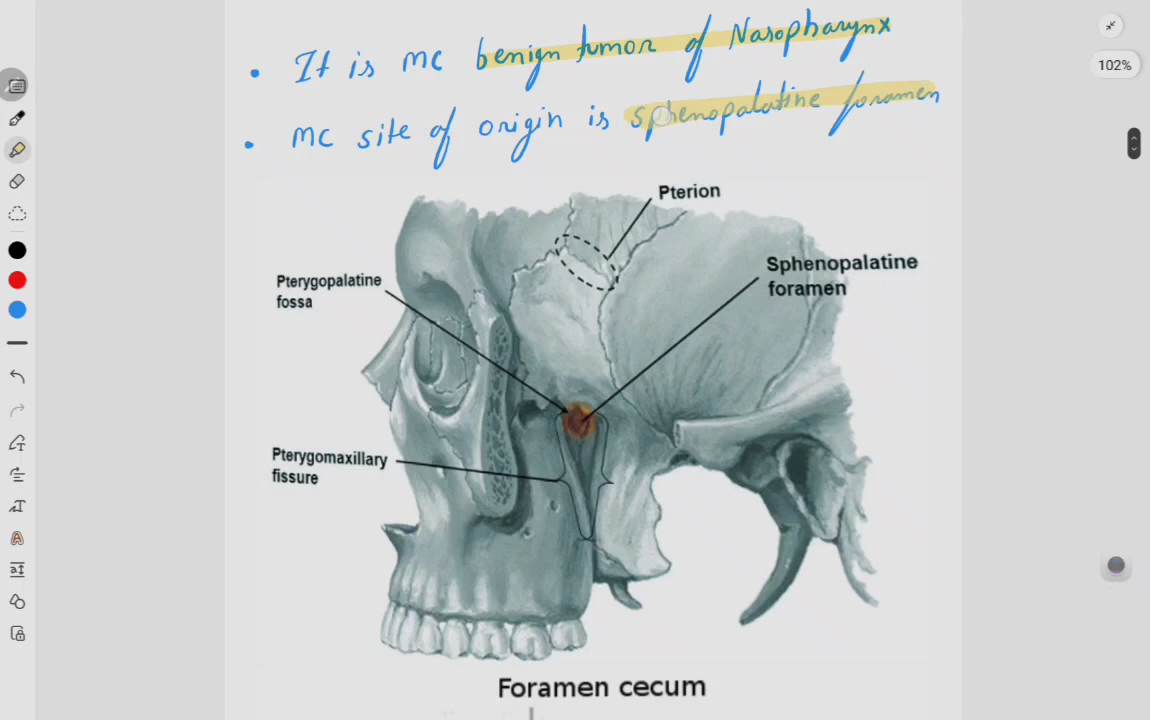 102%
• It is mc benign tumor of Nasopharynx
• MC site of origin is sphenopalatine foramen
Pterion
Sphenopalatine
foramen
Pterygopalatine
fossa
Pterygomaxillary
fissure
Foramen cecum